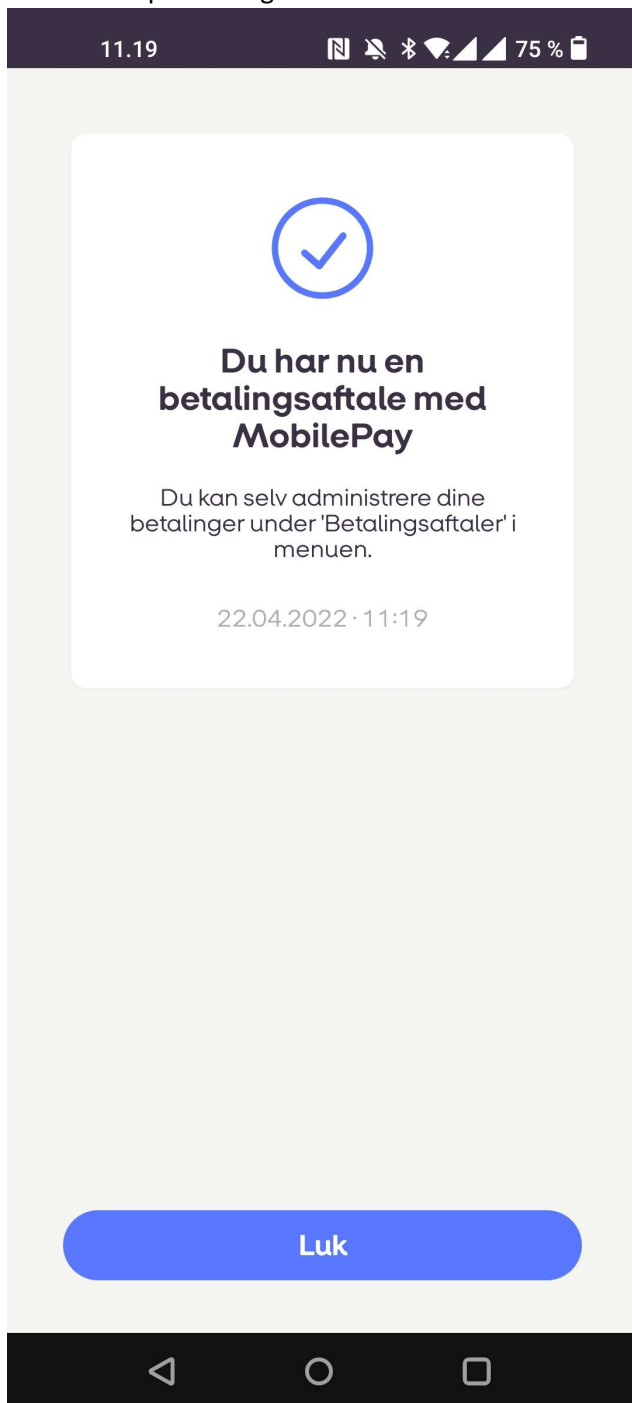 11.19 75 %
Du har nu en
betalingsaftale med
MobilePay
Du kan selv administrere dine
betalinger under 'Betalingsaftaler' i
menuen.
22.04.2022 · 11:19
Luk